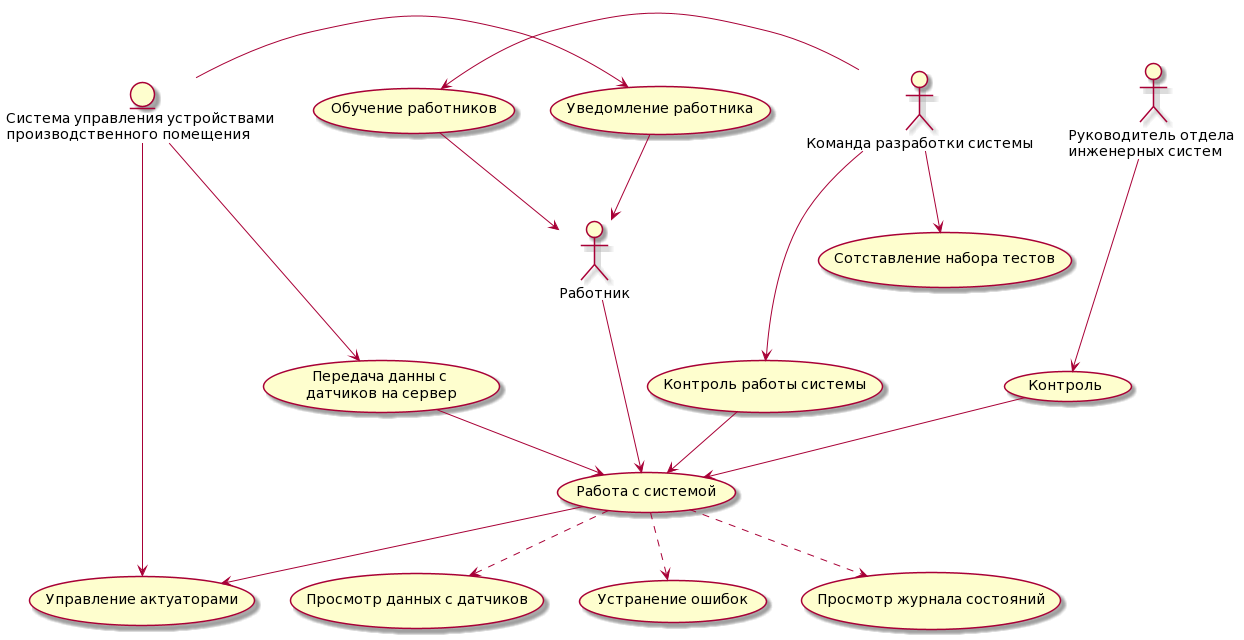 Обучение работников
Уведомление работника
Система управления устройствами
производственного помещения
Команда разработки системы
Руководитель отдела
инженерных систем
Сотставление набора тестов
Работник
Передача данны с
датчиков на сервер
Контроль работы системы
Контроль
Работа с системой
Управление актуаторами
Просмотр данных с датчиков
Устранение ошибок
Просмотр журнала состояний